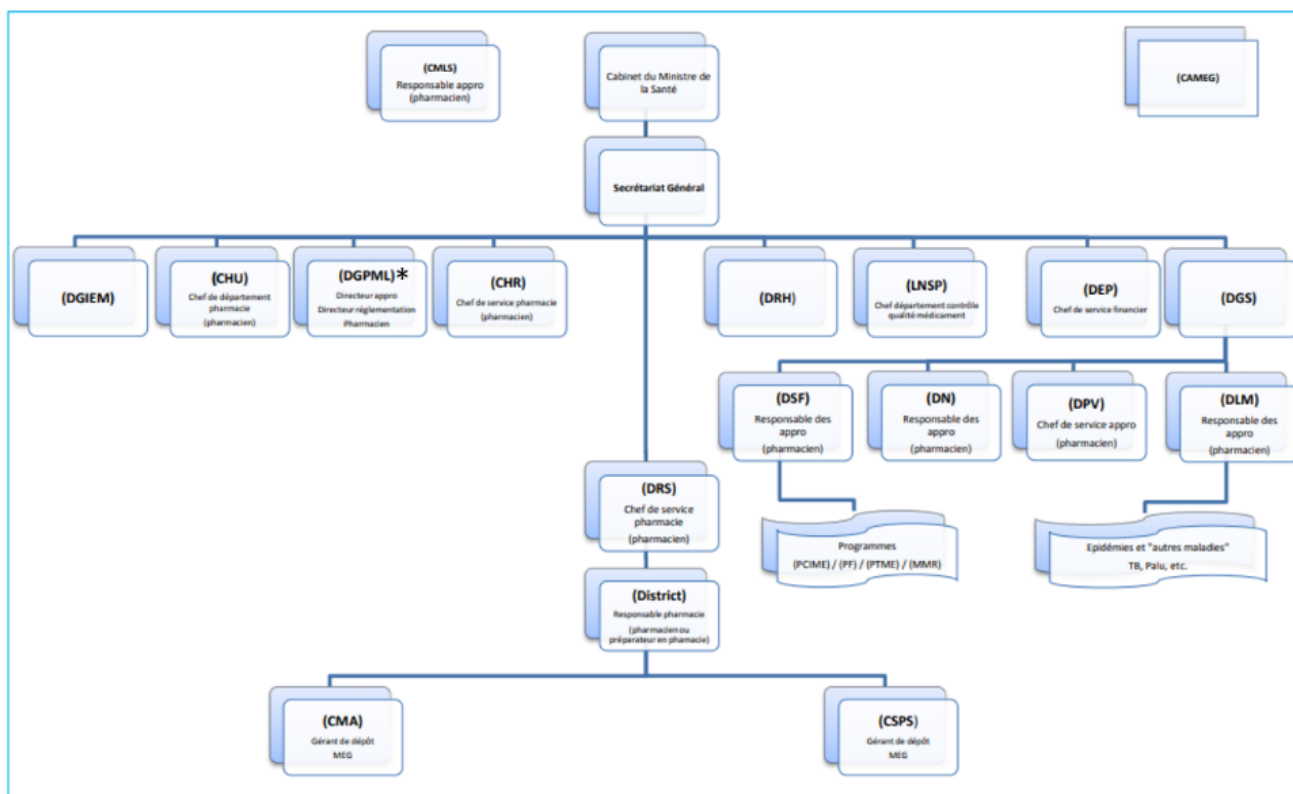 (CMLS)
Responsable appro
(pharmacien)
Cabinet du Ministre de
la Santé
(CAMEG)
Secrétariat Général
(DGIEM)
(CHU)
Chef de département
pharmacie
(pharmacien)
(DGPML)*
Directeur appro
Directeur réglementation
Pharmacien
(CHR)
Chef de service pharmacie
(pharmacien)
(DRH)
(LNSP)
Chef département contrôle
qualité médicament
(DEP)
Chef de service financier
(DGS)
(DSF)
Responsable des
appro
(pharmacien)
(DN)
Responsable des
appro
(pharmacien)
(DPV)
Chef de service appro
(pharmacien)
(DLM)
Responsable des
appro
(pharmacien)
(DRS)
Chef de service
pharmacie
(pharmacien)
Programmes
(PCIME) / (PF) / (PTME) / (MMR)
Epidémies et "autres maladies"
TB, Palu, etc.
(District)
Responsable pharmacie
(pharmacien ou
préparateur en phamacie)
(CMA)
Gérant de dépôt
MEG
(CSPS)
Gérant de dépôt
MEG